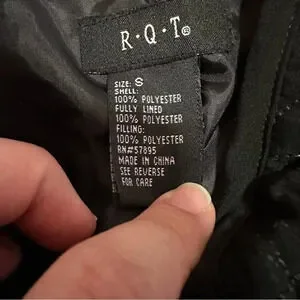 R·Q·T®
SIZE: S
SHELL:
100% POLYESTER
FULLY LINED
100% POLYESTER
FILLING:
100% POLYESTER
RN#57895
MADE IN CHINA
SEE REVERSE
FOR CARE